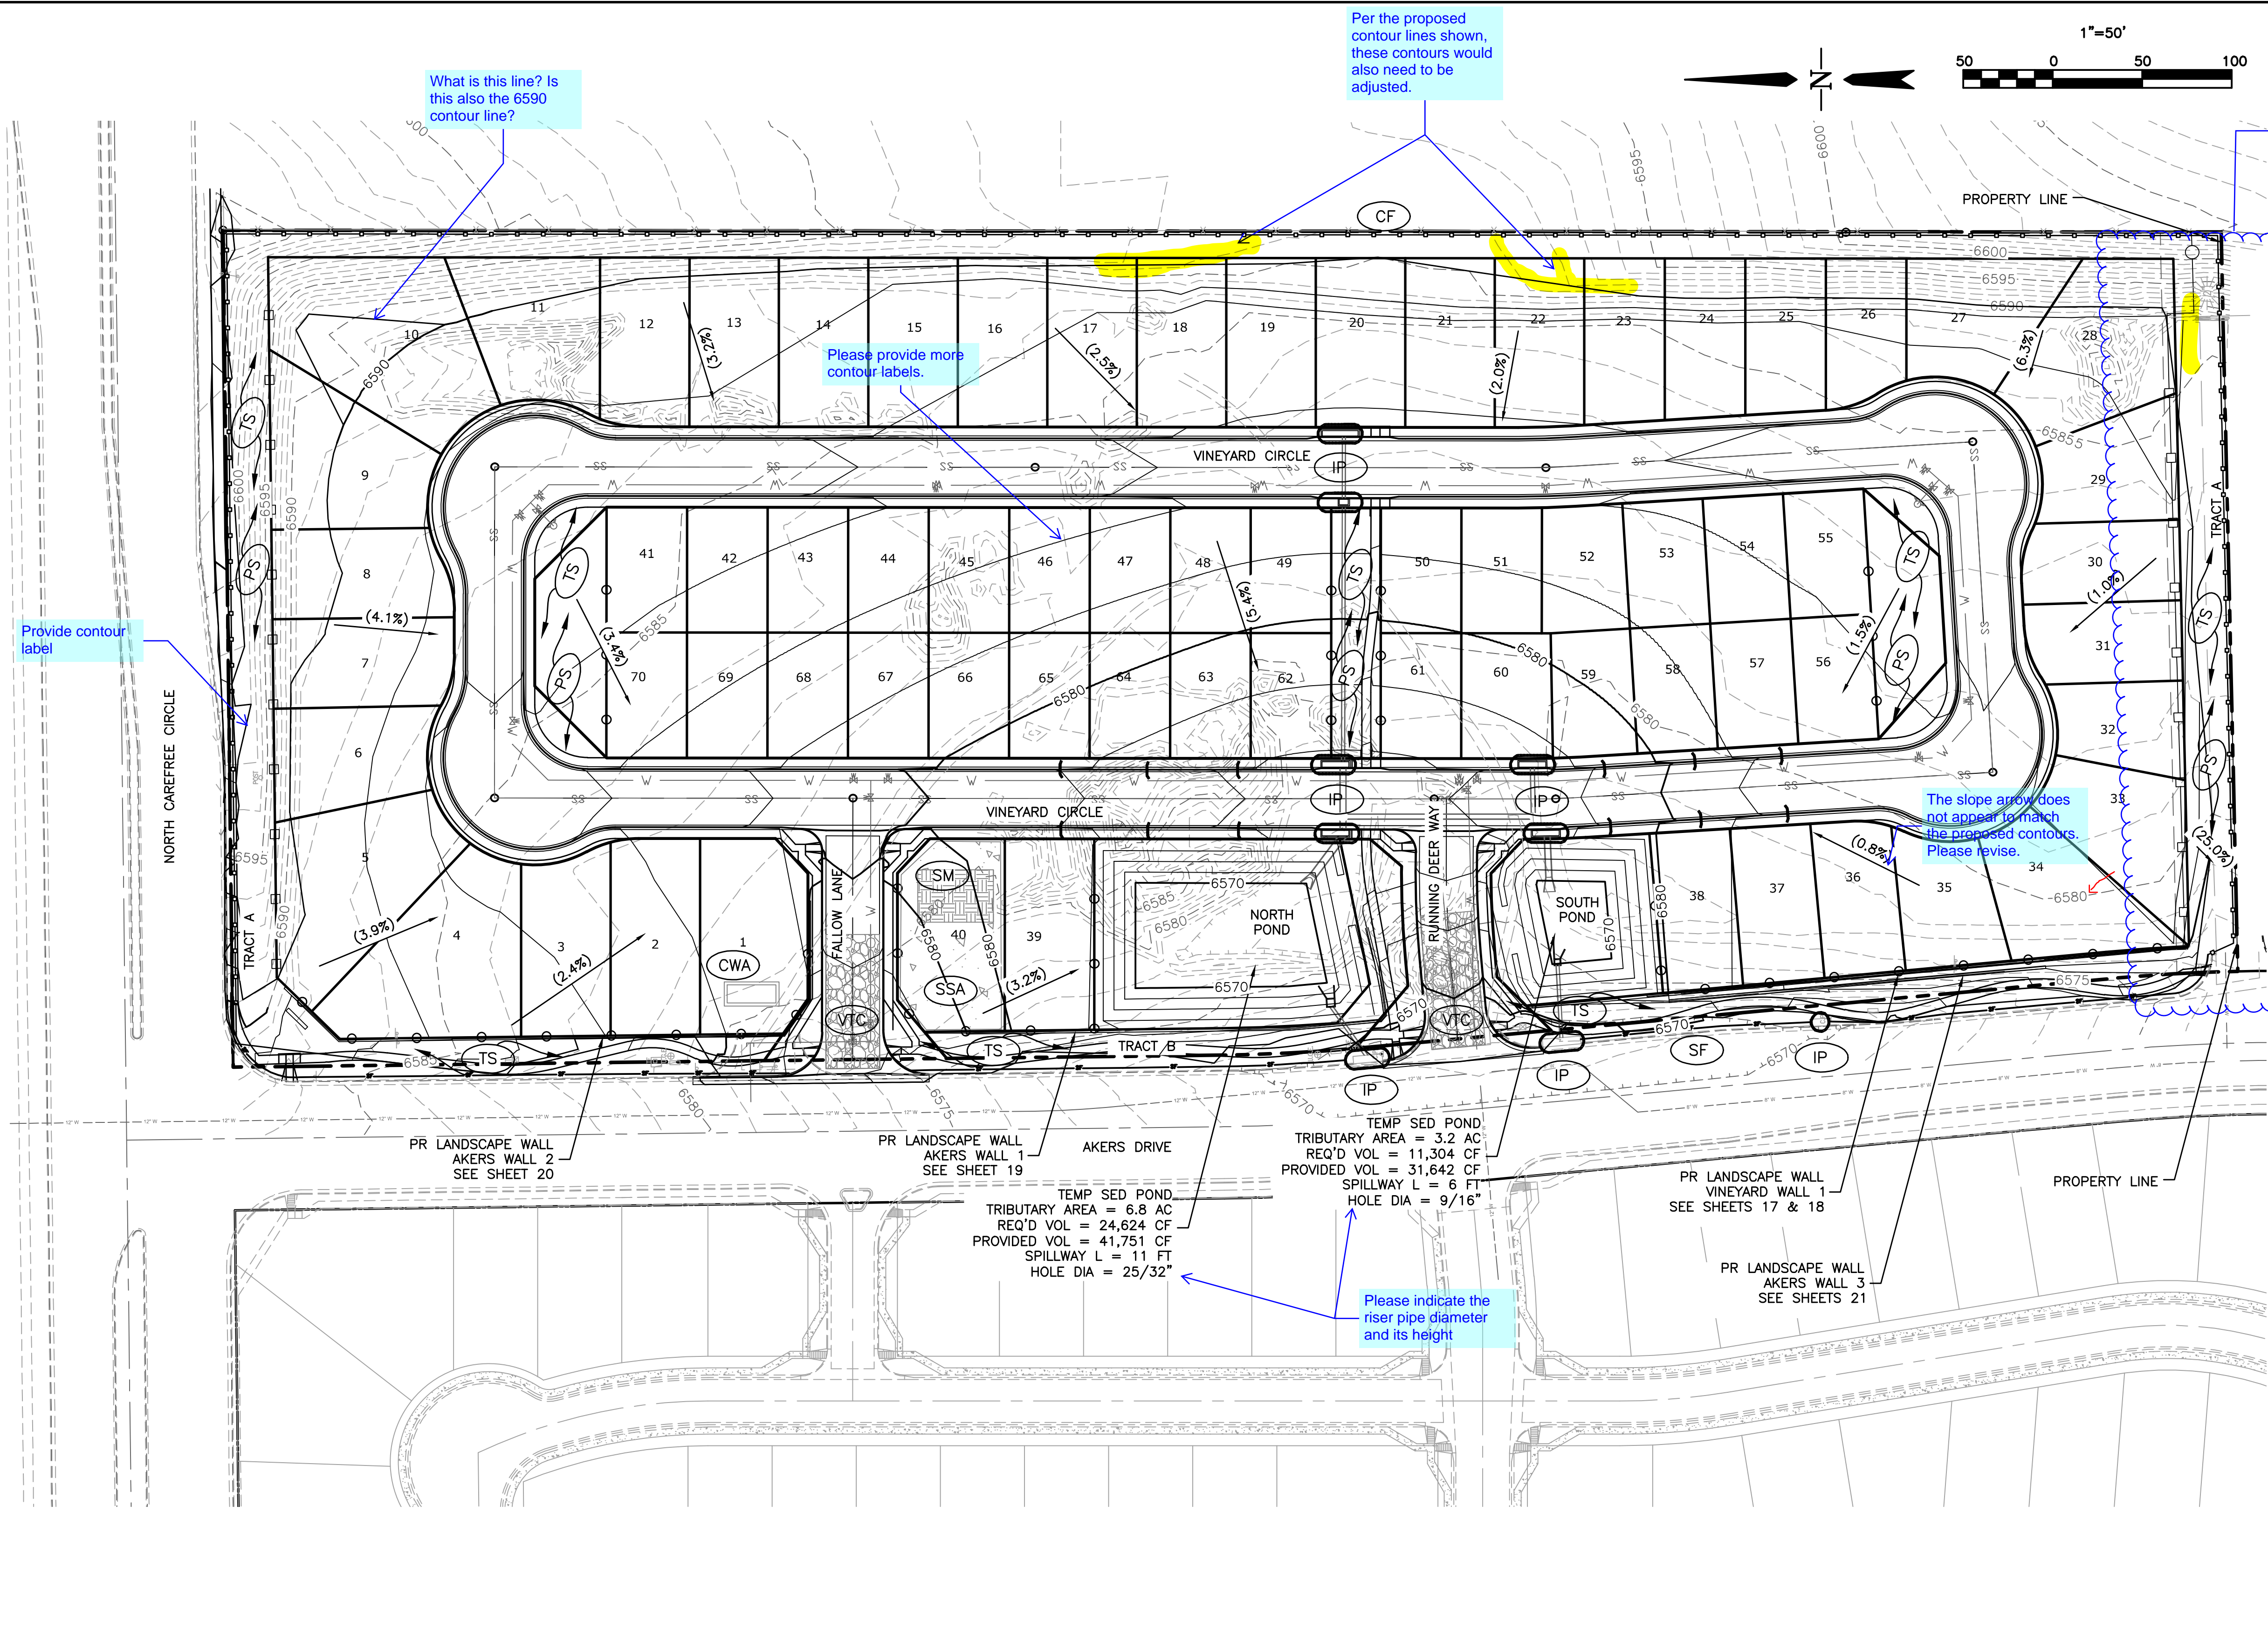 Per the proposed
contour lines shown,
these contours would
also need to be
adjusted.
1"=50'
50 0 50 100
N
What is this line? Is
this also the 6590
contour line?
6600
6595
PROPERTY LINE
CF
6600
6595
6590
10
11
12
13
14
15
16
17
18
19
20
21
22
23
24
25
26
27
28
(3.2%)
(2.5%)
(2.0%)
(6.3%)
Please provide more
contour labels.
6590
TS
6600
6595
6590
PS
9
8
(4.1%)
7
6
5
VINEYARD CIRCLE
IP
SS
W
65855
29
30
(1.0%)
31
32
33
TRACT A
TS
PS
(25.0%)
41
42
43
44
45
46
47
48
49
50
51
52
53
54
55
TS
PS
(3.4%)
6585
(5.4%)
TS
PS
TS
PS
(1.5%)
70
69
68
67
66
65
64
63
62
61
60
59
58
57
56
6580
6580
6580
Provide contour
label
NORTH CAREFREE CIRCLE
POST
6595
6590
TRACT A
VINEYARD CIRCLE
IP
IP
The slope arrow does
not appear to match
the proposed contours.
Please revise.
(3.9%)
4
3
(2.4%)
2
1
CWA
FALLOW LANE
VTC
SM
6580
6580
6580
40
39
SSA
(3.2%)
6570
6585
6580
NORTH
POND
6570
RUNNING DEER WAY
VTC
6570
SOUTH
POND
6570
6580
38
37
(0.8%)
36
35
34
6580
6575
6585
TS
TS
TRACT B
TS
6570
SF
IP
6570
IP
IP
6580
6575
6570
12" W
8" W
PR LANDSCAPE WALL
AKERS WALL 2
SEE SHEET 20
PR LANDSCAPE WALL
AKERS WALL 1
SEE SHEET 19
AKERS DRIVE
TEMP SED POND
TRIBUTARY AREA = 3.2 AC
REQ'D VOL = 11,304 CF
PROVIDED VOL = 31,642 CF
SPILLWAY L = 6 FT
HOLE DIA = 9/16"
TEMP SED POND
TRIBUTARY AREA = 6.8 AC
REQ'D VOL = 24,624 CF
PROVIDED VOL = 41,751 CF
SPILLWAY L = 11 FT
HOLE DIA = 25/32"
PR LANDSCAPE WALL
VINEYARD WALL 1
SEE SHEETS 17 & 18
PROPERTY LINE
PR LANDSCAPE WALL
AKERS WALL 3
SEE SHEETS 21
Please indicate the
riser pipe diameter
and its height